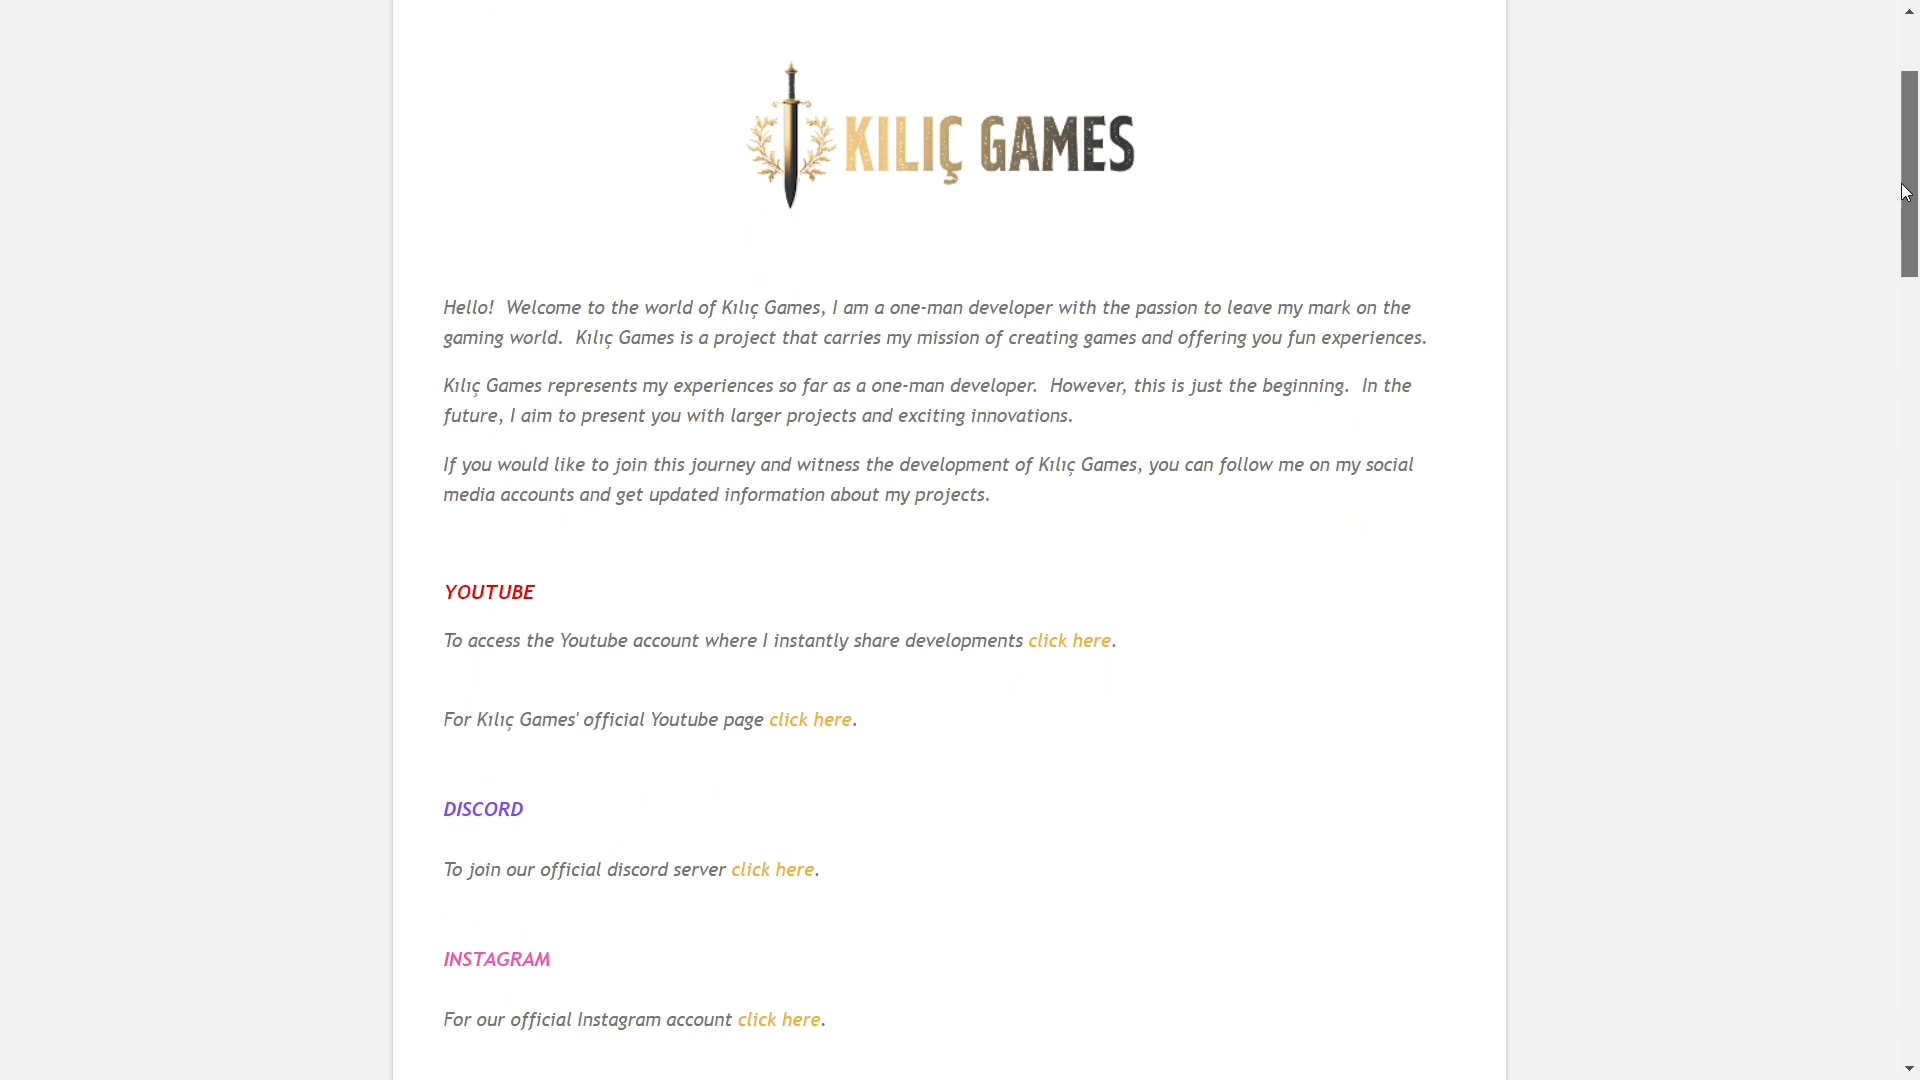 KILIÇ GAMES
Hello!  Welcome to the world of Kılıç Games, I am a one-man developer with the passion to leave my mark on the
gaming world.  Kılıç Games is a project that carries my mission of creating games and offering you fun experiences.
Kılıç Games represents my experiences so far as a one-man developer.  However, this is just the beginning.  In the
future, I aim to present you with larger projects and exciting innovations.
If you would like to join this journey and witness the development of Kılıç Games, you can follow me on my social
media accounts and get updated information about my projects.
YOUTUBE
To access the Youtube account where I instantly share developments click here.
For Kılıç Games' official Youtube page click here.
DISCORD
To join our official discord server click here.
INSTAGRAM
For our official Instagram account click here.